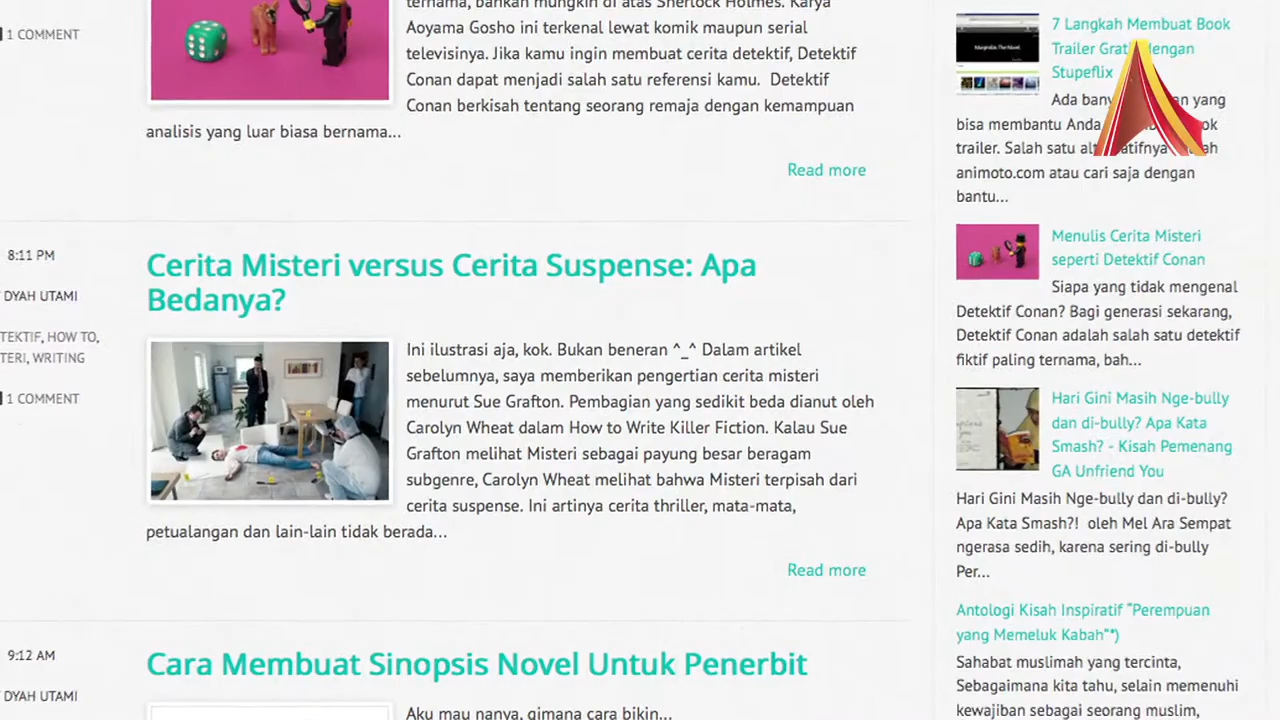 ternama, bahkan mungkin di atas Sherlock Holmes. Karya
Aoyama Gosho ini terkenal lewat komik maupun serial
televisinya. Jika kamu ingin membuat cerita detektif, Detektif
Conan dapat menjadi salah satu referensi kamu.  Detektif
Conan berkisah tentang seorang remaja dengan kemampuan
analisis yang luar biasa bernama...
1 COMMENT
Read more
8:11 PM
DYAH UTAMI
TEKTIF, HOW TO,
TERI, WRITING
1 COMMENT
Cerita Misteri versus Cerita Suspense: Apa
Bedanya?
Ini ilustrasi aja, kok. Bukan beneran ^_^ Dalam artikel
sebelumnya, saya memberikan pengertian cerita misteri
menurut Sue Grafton. Pembagian yang sedikit beda dianut oleh
Carolyn Wheat dalam How to Write Killer Fiction. Kalau Sue
Grafton melihat Misteri sebagai payung besar beragam
subgenre, Carolyn Wheat melihat bahwa Misteri terpisah dari
cerita suspense. Ini artinya cerita thriller, mata-mata,
petualangan dan lain-lain tidak berada...
Read more
9:12 AM
DYAH UTAMI
Cara Membuat Sinopsis Novel Untuk Penerbit
Aku mau nanya, gimana cara bikin...
7 Langkah Membuat Book
Trailer dengan
Stupeflix
Ada yang
bisa membantu Anda
trailer. Salah satu
animoto.com atau cari saja dengan
bantu...
Menulis Cerita Misteri
seperti Detektif Conan
Siapa yang tidak mengenal
Detektif Conan? Bagi generasi sekarang,
Detektif Conan adalah salah satu detektif
fiktif paling ternama, bah...
Hari Gini Masih Nge-bully
dan di-bully? Apa Kata
Smash? - Kisah Pemenang
GA Unfriend You
Hari Gini Masih Nge-bully dan di-bully?
Apa Kata Smash?!  oleh Mel Ara Sempat
ngerasa sedih, karena sering di-bully
Per...
Antologi Kisah Inspiratif “Perempuan
yang Memeluk Kabah”*)
Sahabat muslimah yang tercinta,
Sebagaimana kita tahu, selain memenuhi
kewajiban sebagai seorang muslim,